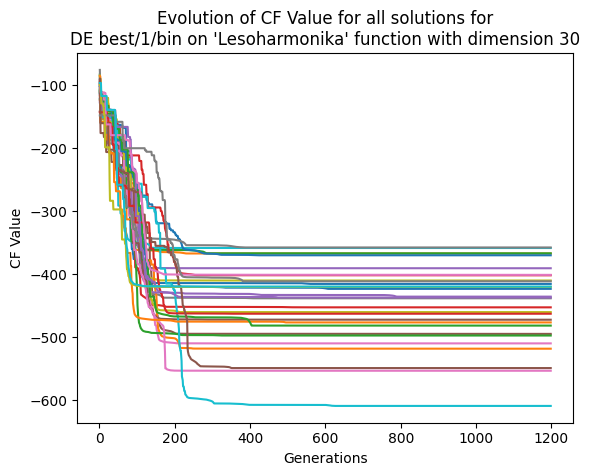 Evolution of CF Value for all solutions for
DE best/1/bin on 'Lesoharmonika' function with dimension 30
CF Value
−100
−200
−300
−400
−500
−600
0 200 400 600 800 1000 1200
Generations